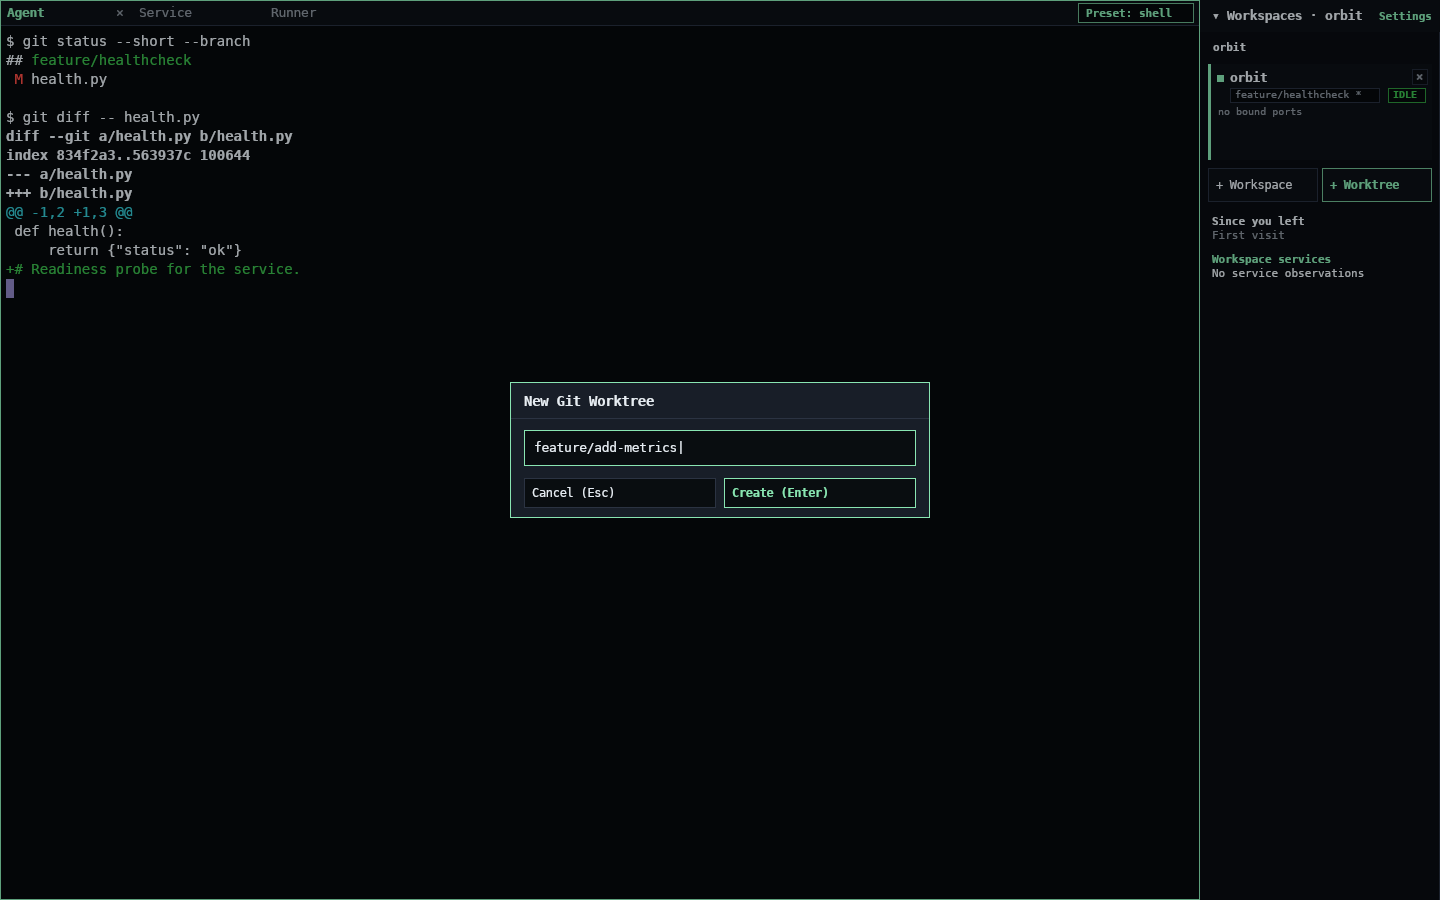 Agent × Service Runner Preset: shell
$ git status --short --branch
## feature/healthcheck
 M health.py
$ git diff -- health.py
diff --git a/health.py b/health.py
index 834f2a3..563937c 100644
--- a/health.py
+++ b/health.py
@@ -1,2 +1,3 @@
 def health():
     return {"status": "ok"}
+# Readiness probe for the service.
New Git Worktree
feature/add-metrics|
Cancel (Esc) Create (Enter)
▾ Workspaces · orbit Settings
orbit
orbit ×
feature/healthcheck * IDLE
no bound ports
+ Workspace + Worktree
Since you left
First visit
Workspace services
No service observations